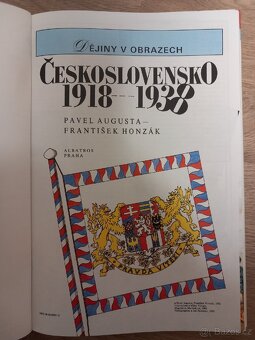 DĚJINY V OBRAZECH
ČESKOSLOVENSKO
1918---1938
PAVEL AUGUSTA—
FRANTIŠEK HONZÁK
ALBATROS
PRAHA
PRAVDA VÍTĚZÍ